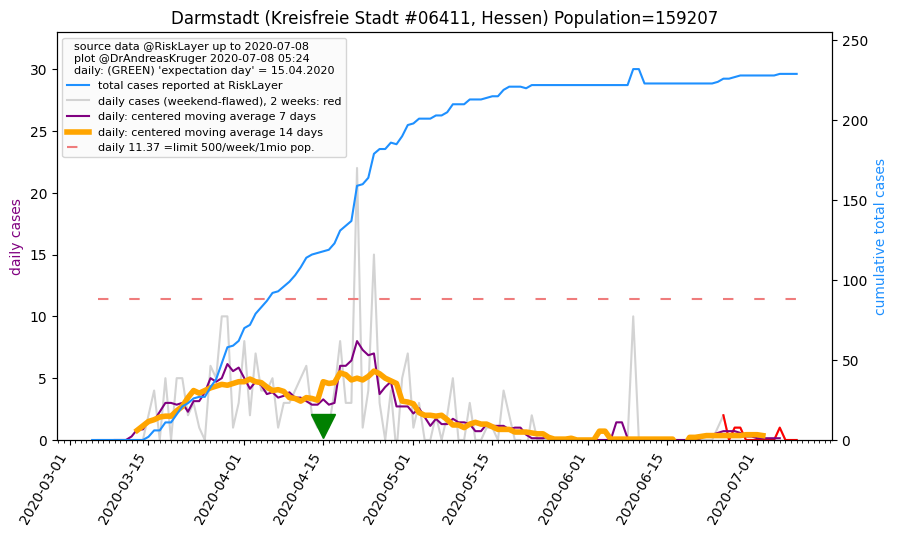 Darmstadt (Kreisfreie Stadt #06411, Hessen) Population=159207
source data @RiskLayer up to 2020-07-08
plot @DrAndreasKruger 2020-07-08 05:24
daily: (GREEN) 'expectation day' = 15.04.2020
total cases reported at RiskLayer
daily cases (weekend-flawed), 2 weeks: red
daily: centered moving average 7 days
daily: centered moving average 14 days
daily 11.37 =limit 500/week/1mio pop.
daily cases
30
25
20
15
10
5
0
cumulative total cases
250
200
150
100
50
0
2020-03-01
2020-03-15
2020-04-01
2020-04-15
2020-05-01
2020-05-15
2020-06-01
2020-06-15
2020-07-01